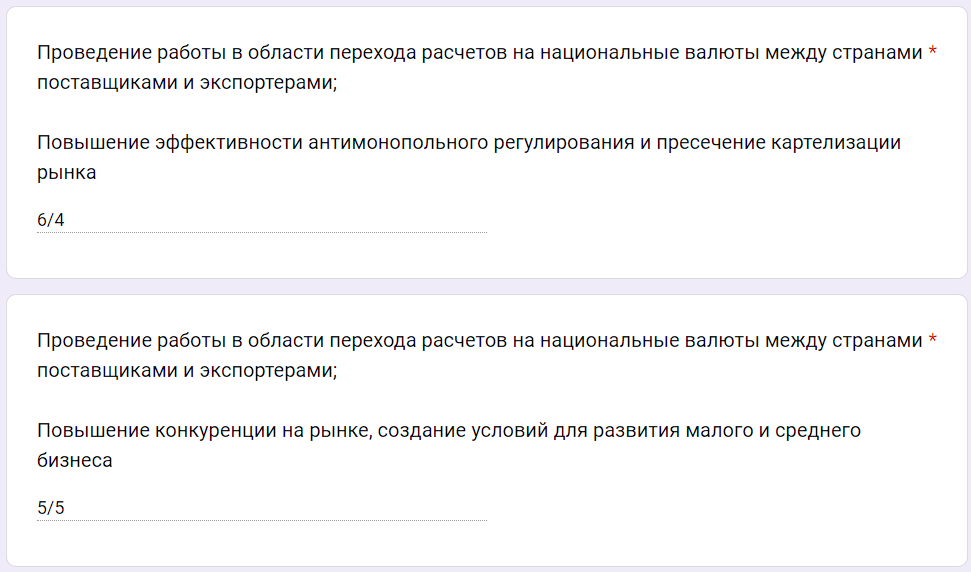 Проведение работы в области перехода расчетов на национальные валюты между странами *
поставщиками и экспортерами;
Повышение эффективности антимонопольного регулирования и пресечение картелизации
рынка
6/4
Проведение работы в области перехода расчетов на национальные валюты между странами *
поставщиками и экспортерами;
Повышение конкуренции на рынке, создание условий для развития малого и среднего
бизнеса
5/5